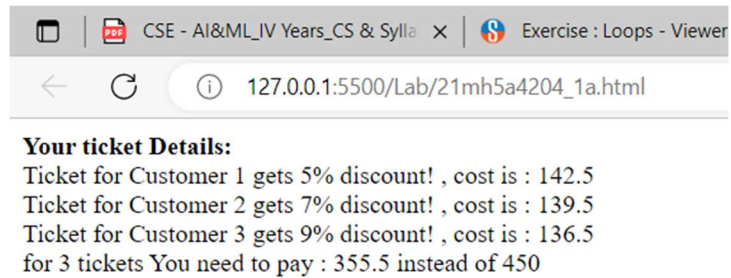 CSE - AI&ML_IV Years_CS & Sylla
Exercise : Loops - Viewer
127.0.0.1:5500/Lab/21mh5a4204_1a.html
Your ticket Details:
Ticket for Customer 1 gets 5% discount! , cost is : 142.5
Ticket for Customer 2 gets 7% discount! , cost is : 139.5
Ticket for Customer 3 gets 9% discount! , cost is : 136.5
for 3 tickets You need to pay : 355.5 instead of 450